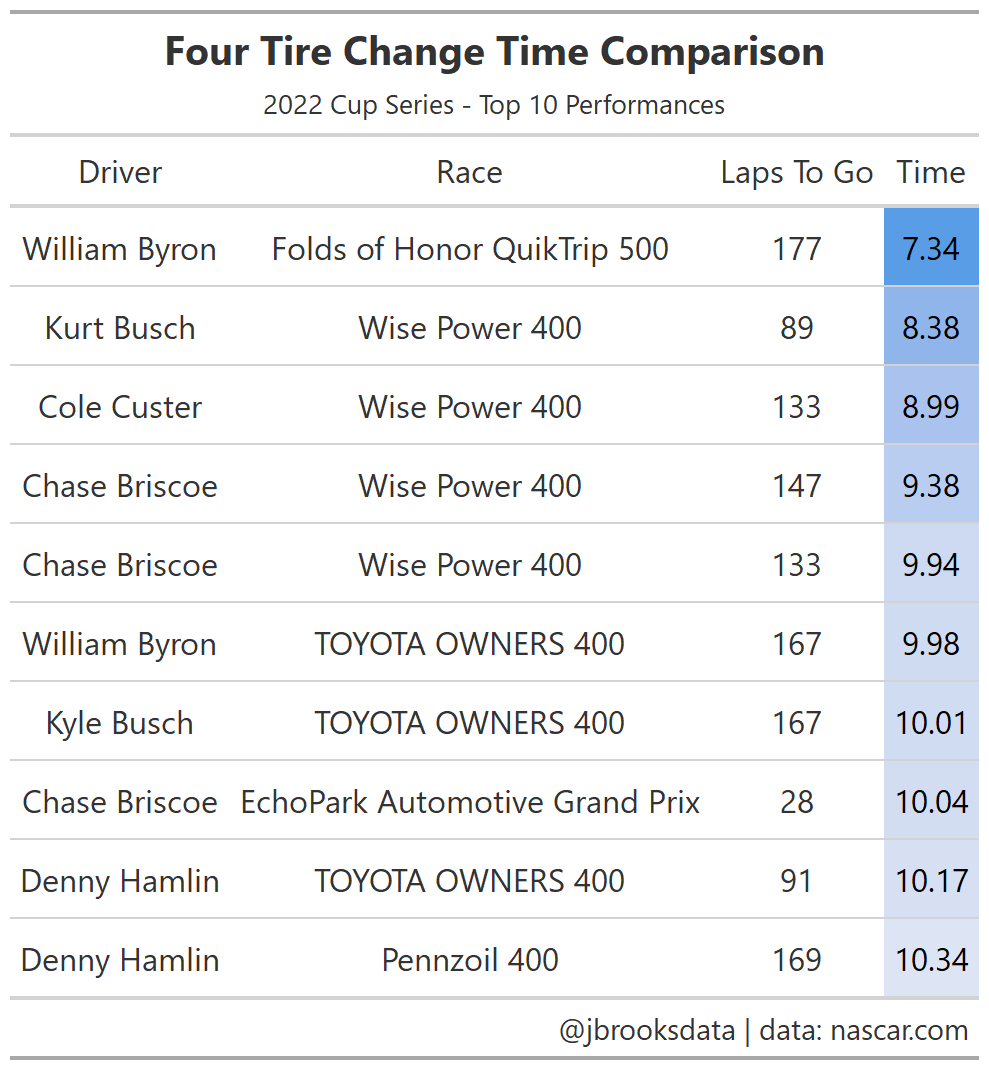 Four Tire Change Time Comparison
2022 Cup Series - Top 10 Performances
Driver Race Laps To Go Time
William Byron Folds of Honor QuikTrip 500 177 7.34
Kurt Busch Wise Power 400 89 8.38
Cole Custer Wise Power 400 133 8.99
Chase Briscoe Wise Power 400 147 9.38
Chase Briscoe Wise Power 400 133 9.94
William Byron TOYOTA OWNERS 400 167 9.98
Kyle Busch TOYOTA OWNERS 400 167 10.01
Chase Briscoe EchoPark Automotive Grand Prix 28 10.04
Denny Hamlin TOYOTA OWNERS 400 91 10.17
Denny Hamlin Pennzoil 400 169 10.34
@jbrooksdata | data: nascar.com